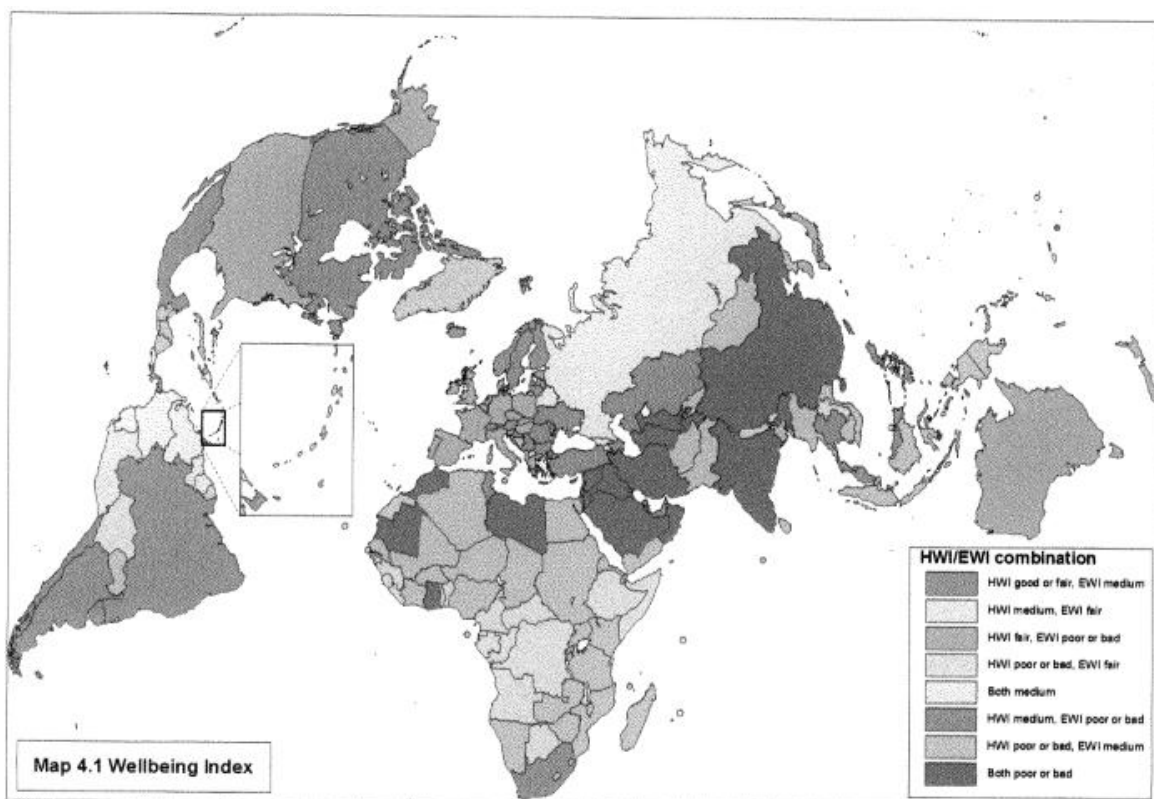 HWI/EWI combination
HWI good or fair, EWI medium
HWI medium, EWI fair
HWI fair, EWI poor or bad
HWI poor or bad, EWI fair
Both medium
HWI medium, EWI poor or bad
HWI poor or bad, EWI medium
Both poor or bad
Map 4.1 Wellbeing Index